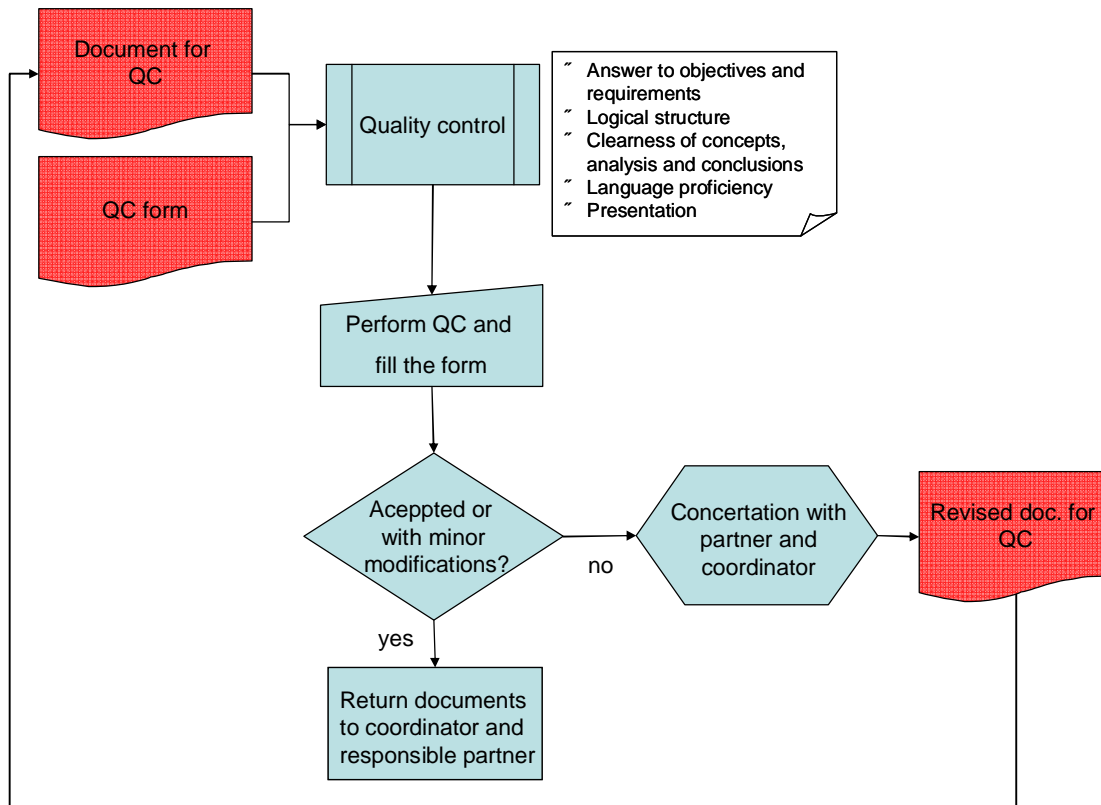 Document for
QC
QC form
Quality control
˝ Answer to objectives and
requirements
˝ Logical structure
˝ Clearness of concepts,
analysis and conclusions
˝ Language proficiency
˝ Presentation
Perform QC and
fill the form
Aceppted or
with minor
modifications?
no
Concertation with
partner and
coordinator
Revised doc. for
QC
yes
Return documents
to coordinator and
responsible partner